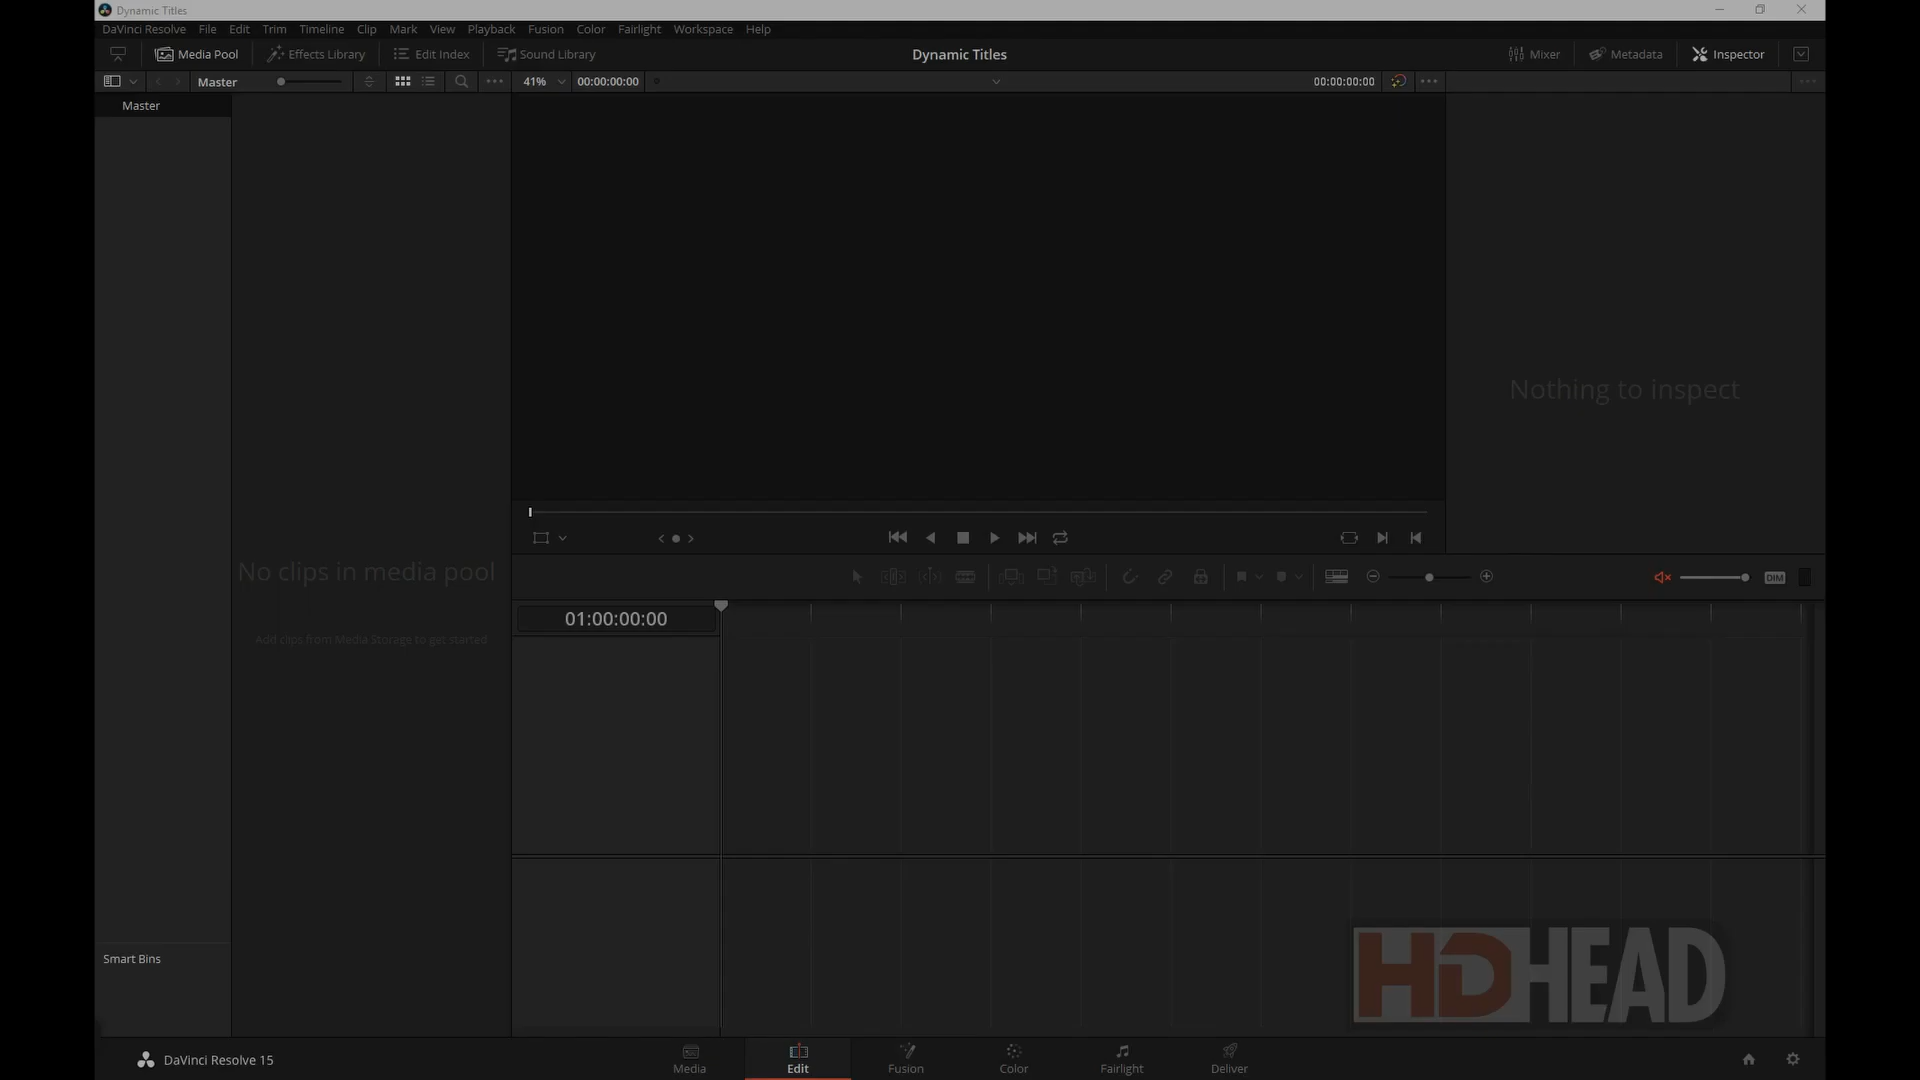 Dynamic Titles
DaVinci Resolve File Edit Trim Timeline Clip Mark View Playback Fusion Color Fairlight Workspace Help
Media Pool Effects Library Edit Index Sound Library Dynamic Titles Mixer Metadata Inspector
Master 41% 00:00:00:00 00:00:00:00
Master
Nothing to inspect
No clips in media pool
Add clips from Media Storage to get started
DIM
01:00:00:00
Smart Bins
HDHEAD
DaVinci Resolve 15
Media Edit Fusion Color Fairlight Deliver